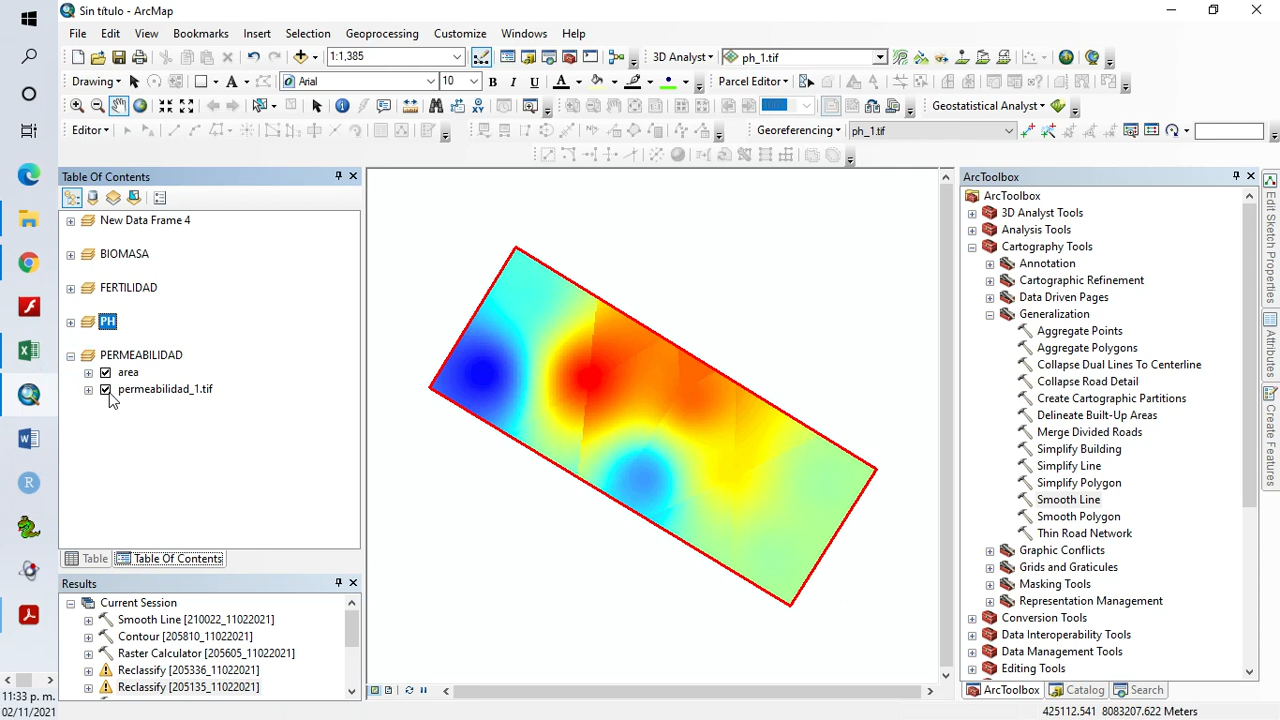 Sin título - ArcMap
File Edit View Bookmarks Insert Selection Geoprocessing Customize Windows Help
1:1,385 3D Analyst ph_1.tif
Drawing Arial 10 B I U A Parcel Editor
Geostatistical Analyst
Editor Georeferencing ph_1.tif
Table Of Contents
New Data Frame 4
BIOMASA
FERTILIDAD
PH
PERMEABILIDAD
area
permeabilidad_1.tif
Table Table Of Contents
Results
Current Session
Smooth Line [210022_11022021]
Contour [205810_11022021]
Raster Calculator [205605_11022021]
Reclassify [205336_11022021]
Reclassify [205135_11022021]
ArcToolbox
ArcToolbox
3D Analyst Tools
Analysis Tools
Cartography Tools
Annotation
Cartographic Refinement
Data Driven Pages
Generalization
Aggregate Points
Aggregate Polygons
Collapse Dual Lines To Centerline
Collapse Road Detail
Create Cartographic Partitions
Delineate Built-Up Areas
Merge Divided Roads
Simplify Building
Simplify Line
Simplify Polygon
Smooth Line
Smooth Polygon
Thin Road Network
Graphic Conflicts
Grids and Graticules
Masking Tools
Representation Management
Conversion Tools
Data Interoperability Tools
Data Management Tools
Editing Tools
ArcToolbox Catalog Search
Edit Sketch Properties
Attributes
Create Features
11:33 p. m.
02/11/2021
425112.541 8083207.622 Meters